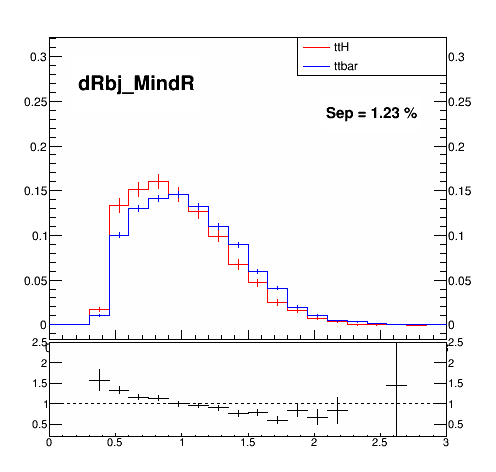 ttH
ttbar
dRbj_MindR
Sep = 1.23 %
0.3 0.3
0.25 0.25
0.2 0.2
0.15 0.15
0.1 0.1
0.05 0.05
0 0
2.5 2.5
2 2
1.5 1.5
1 1
0.5 0.5
0 0.5 1 1.5 2 2.5 3